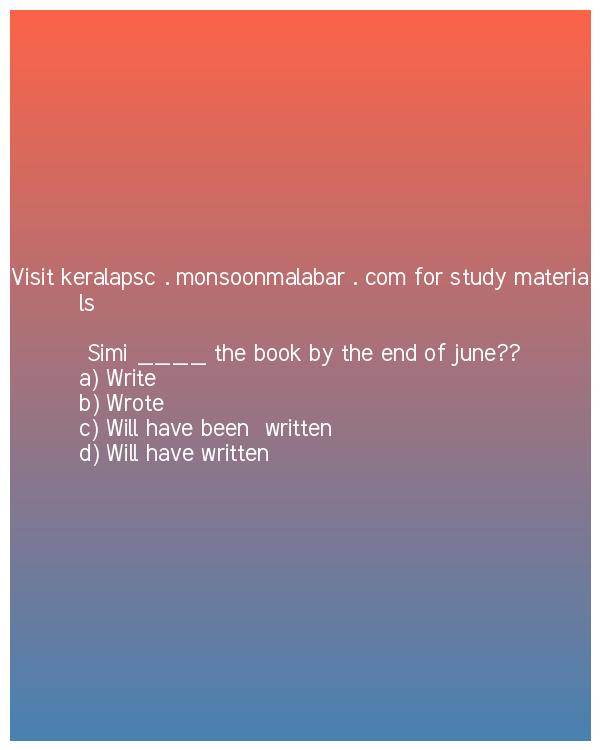 Visit keralapsc . monsoonmalabar . com for study materia
ls
Simi ____ the book by the end of june??
a) Write
b) Wrote
c) Will have been  written
d) Will have written